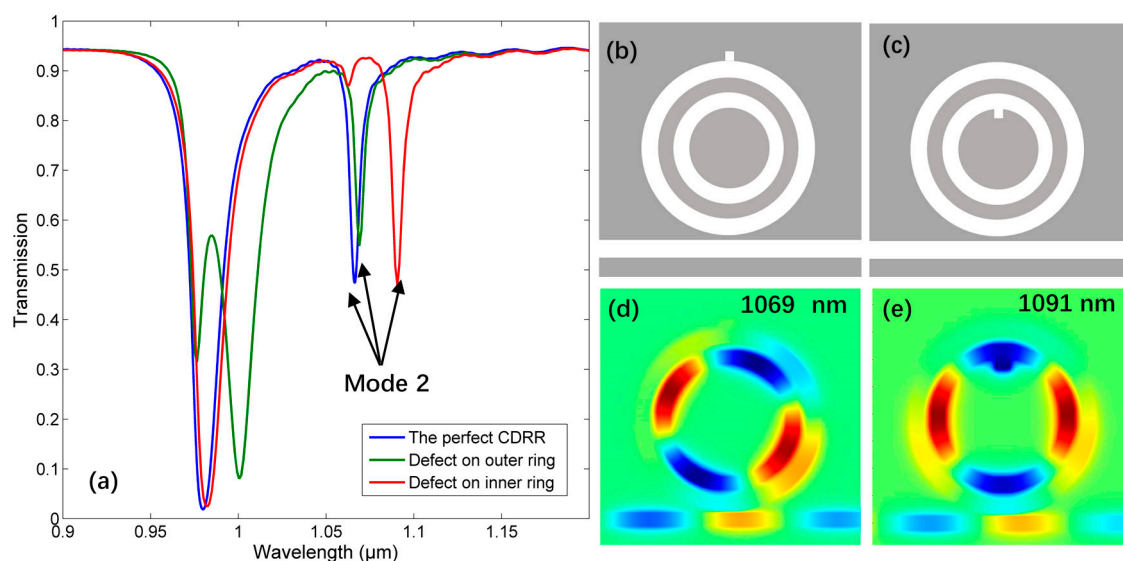 1
0.9
0.8
0.7
0.6
0.5
0.4
0.3
0.2
0.1
0
Transmission
0.9
0.95
1
1.05
1.1
1.15
Wavelength (μm)
Mode 2
The perfect CDRR
Defect on outer ring
Defect on inner ring
(a)
(b)
(c)
(d)
1069 nm
(e)
1091 nm